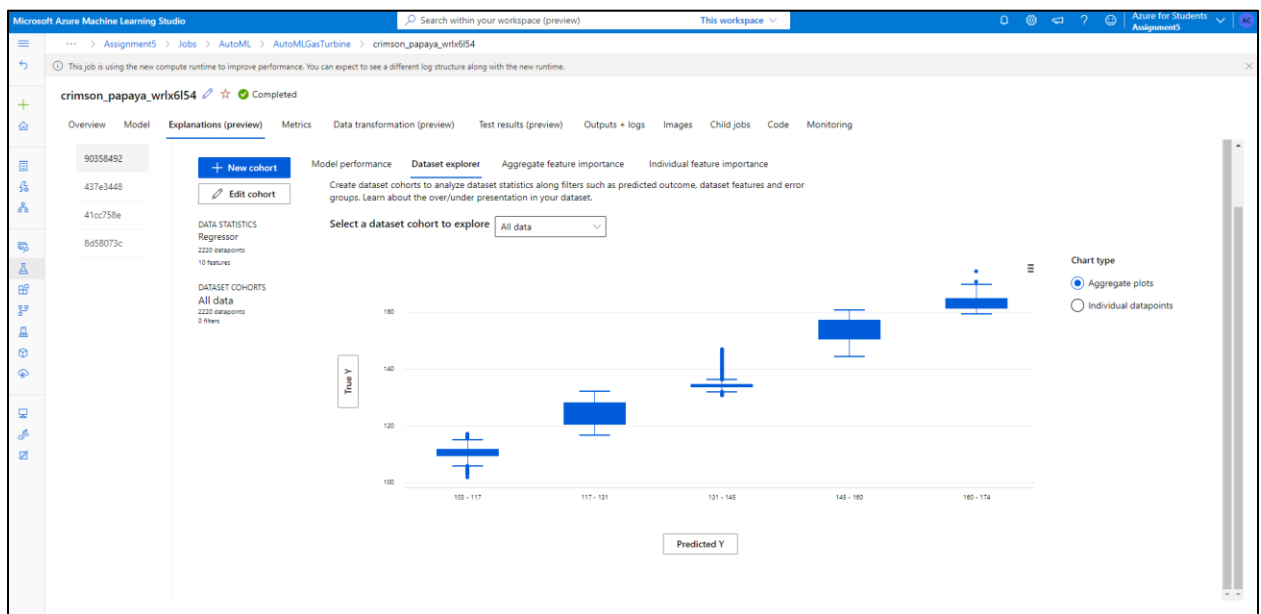 Microsoft Azure Machine Learning Studio
Search within your workspace (preview)
This workspace
Azure for Students
Assignment5
AC
··· > Assignment5 > Jobs > AutoML > AutoMLGasTurbine > crimson_papaya_wrlx6l54
This job is using the new compute runtime to improve performance. You can expect to see a different log structure along with the new runtime.
crimson_papaya_wrlx6l54 Completed
Overview Model Explanations (preview) Metrics Data transformation (preview) Test results (preview) Outputs + logs Images Child jobs Code Monitoring
90358492
437e3448
41cc758e
8d58073c
+ New cohort
Edit cohort
DATA STATISTICS
Regressor
2220 datapoints
10 features
DATASET COHORTS
All data
2220 datapoints
0 filters
Model performance Dataset explorer Aggregate feature importance Individual feature importance
Create dataset cohorts to analyze dataset statistics along filters such as predicted outcome, dataset features and error
groups. Learn about the over/under presentation in your dataset.
Select a dataset cohort to explore All data
160
140
120
100
True Y
103 - 117 117 - 131 131 - 145 145 - 160 160 - 174
Predicted Y
Chart type
Aggregate plots
Individual datapoints